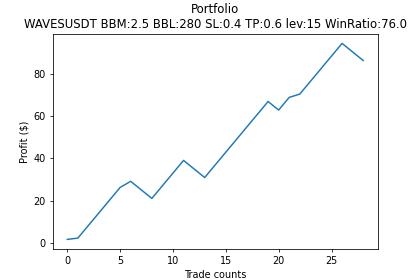 Portfolio
WAVESUSDT BBM:2.5 BBL:280 SL:0.4 TP:0.6 lev:15 WinRatio:76.0
Profit ($)
80
60
40
20
0
0 5 10 15 20 25
Trade counts